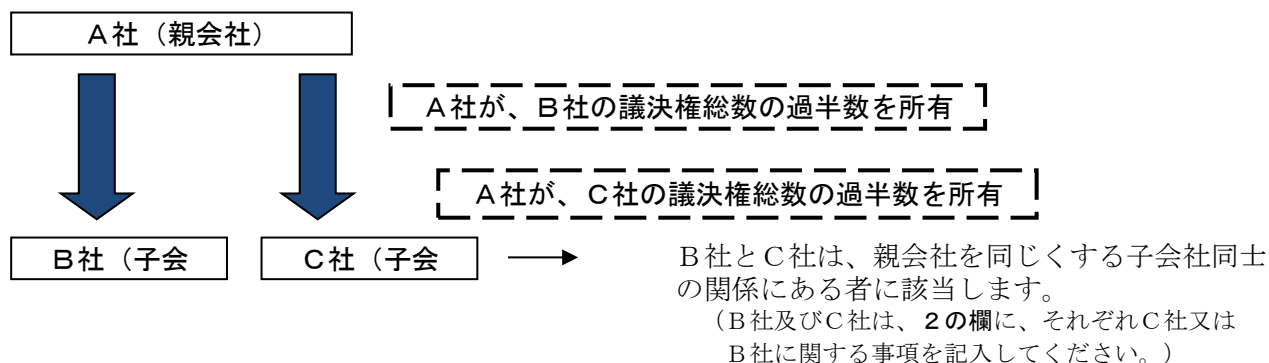 A社（親会社）
A社が、B社の議決権総数の過半数を所有
A社が、C社の議決権総数の過半数を所有
B社（子会
C社（子会
B社とC社は、親会社を同じくする子会社同士
の関係にある者に該当します。
（B社及びC社は、２の欄に、それぞれC社又は
B社に関する事項を記入してください。）